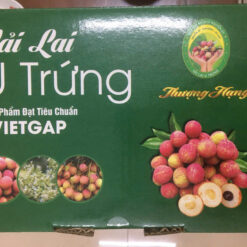 ải Lai
U Trứng
Phẩm Đạt Tiêu Chuẩn
VIETGAP
Thượng Hạng